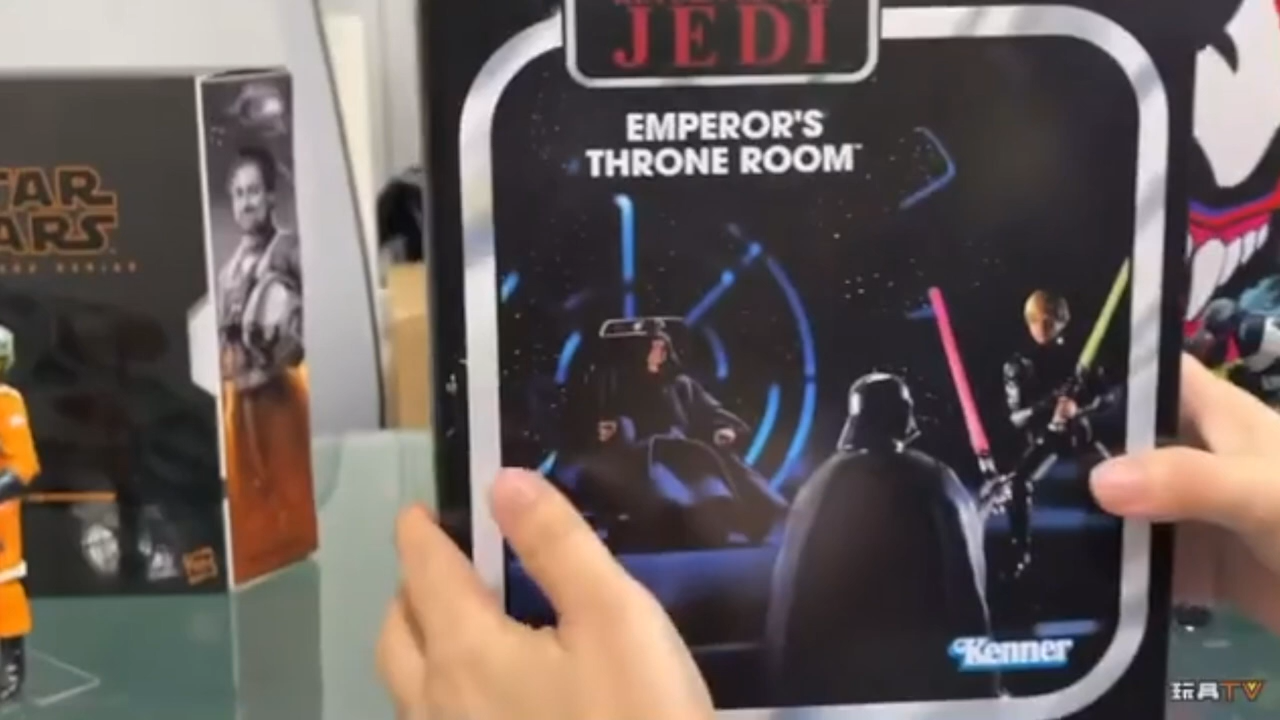 JEDI
EMPEROR'S
THRONE ROOM™
Kenner
TAR
ARS
玩具TV